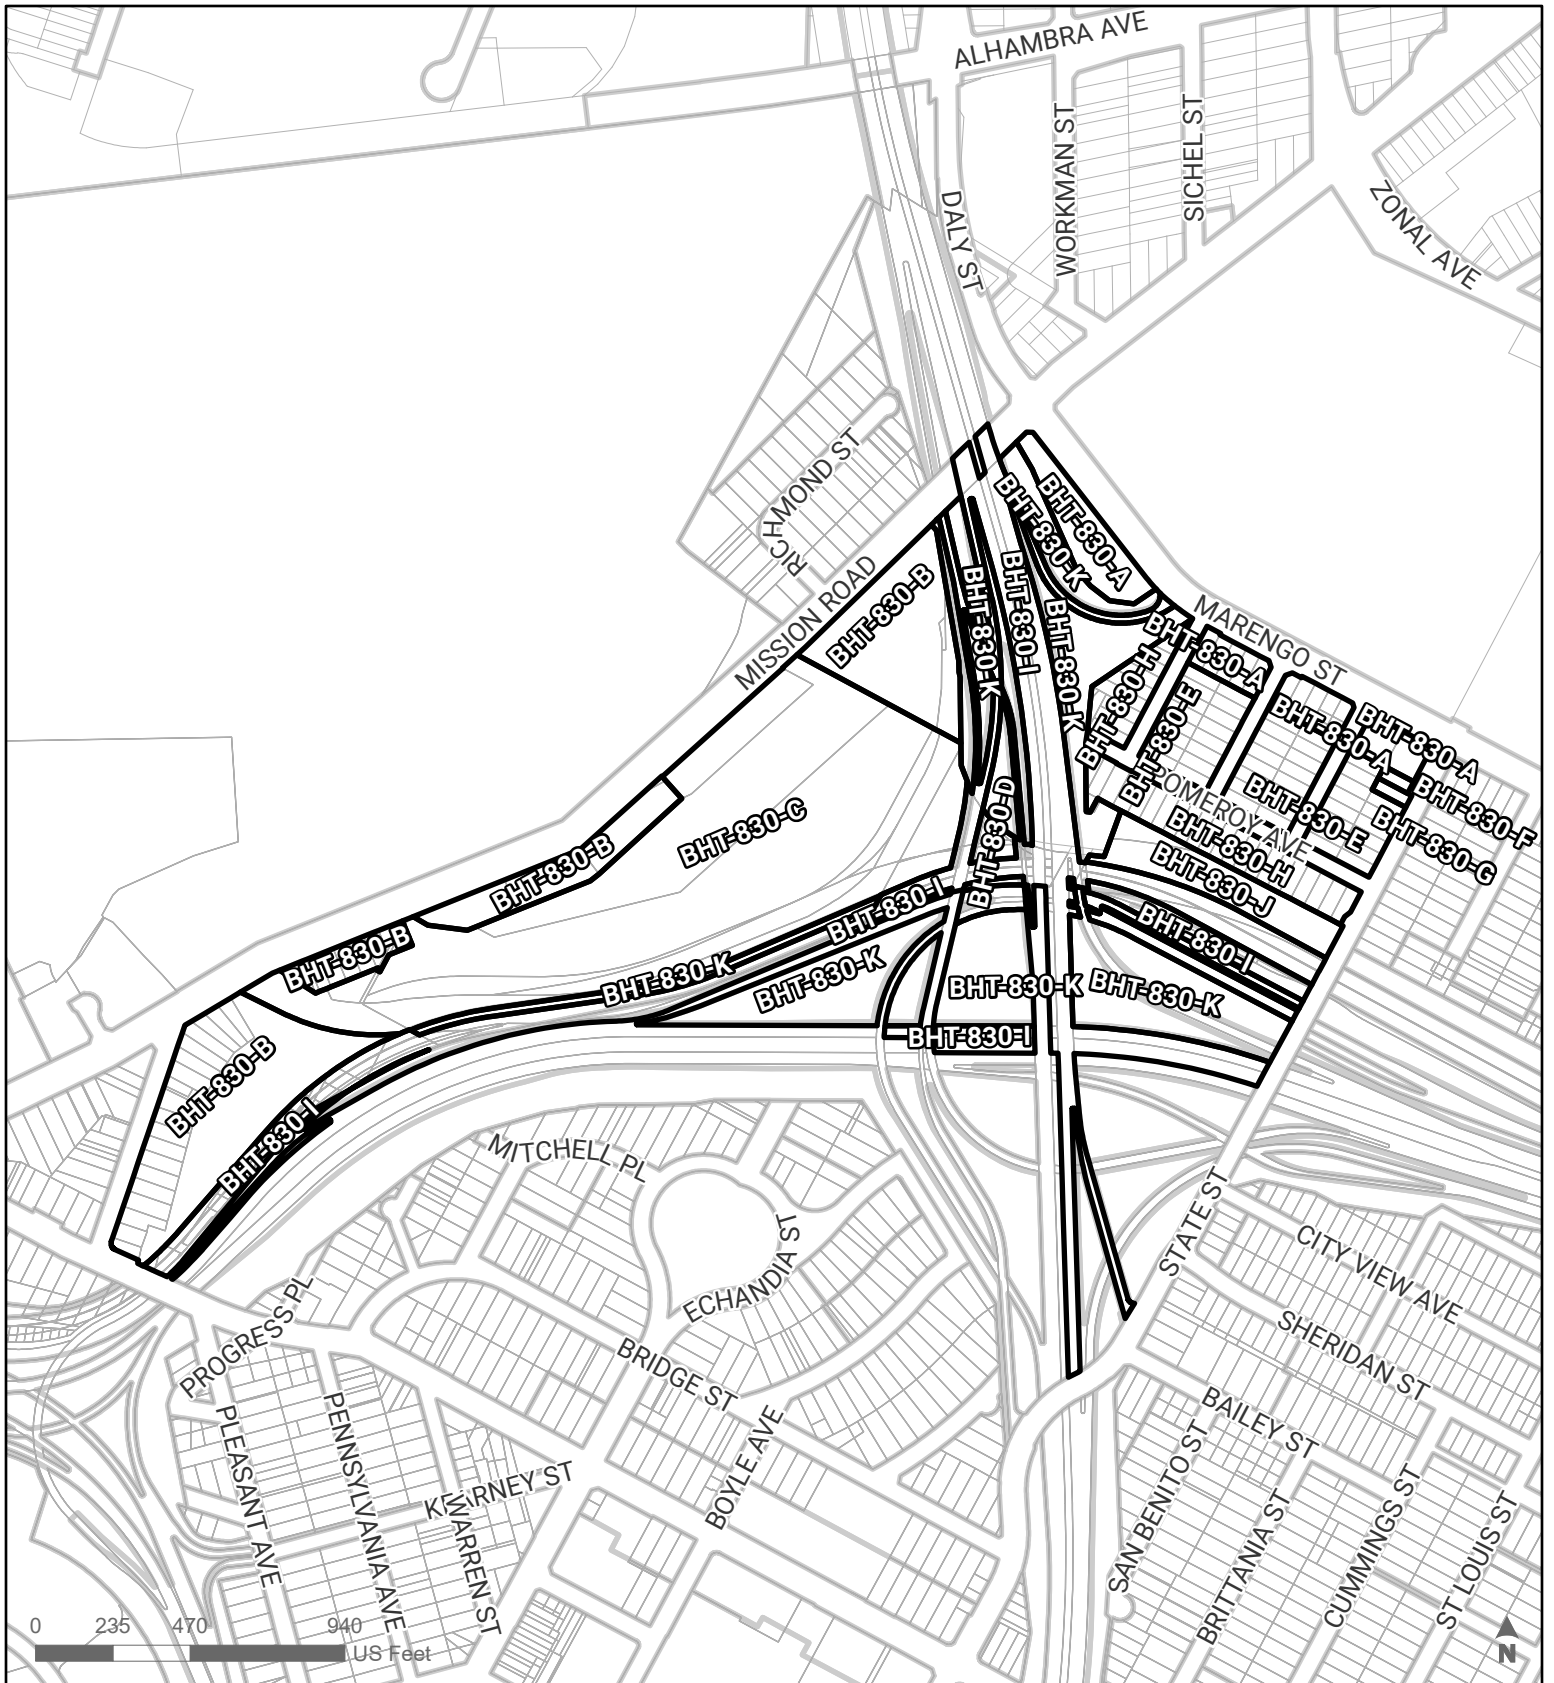 ALHAMBRA AVE
WORKMAN ST
SICHEL ST
ZONAL AVE
DALY ST
RICHMOND ST
MISSION ROAD
MARENGO ST
BHT-830-A
BHT-830-K
BHT-830-B
BHT-830-K
BHT-830-I
BHT-830-K
BHT-830-A
BHT-830-H
BHT-830-E
BHT-830-A
BHT-830-A
POMEROY AVE
BHT-830-F
BHT-830-E
BHT-830-G
BHT-830-H
BHT-830-J
BHT-830-D
BHT-830-C
BHT-830-B
BHT-830-I
BHT-830-I
BHT-830-B
BHT-830-K
BHT-830-K
BHT-830-K
BHT-830-K
BHT-830-I
BHT-830-B
BHT-830-I
MITCHELL PL
ECHANDIA ST
STATE ST
CITY VIEW AVE
SHERIDAN ST
PROGRESS PL
BRIDGE ST
BAILEY ST
PLEASANT AVE
PENNSYLVANIA AVE
KEARNEY ST
WARREN ST
BOYLE AVE
SAN BENITO ST
BRITTANIA ST
CUMMINGS ST
ST LOUIS ST
0 235 470 940
US Feet
N